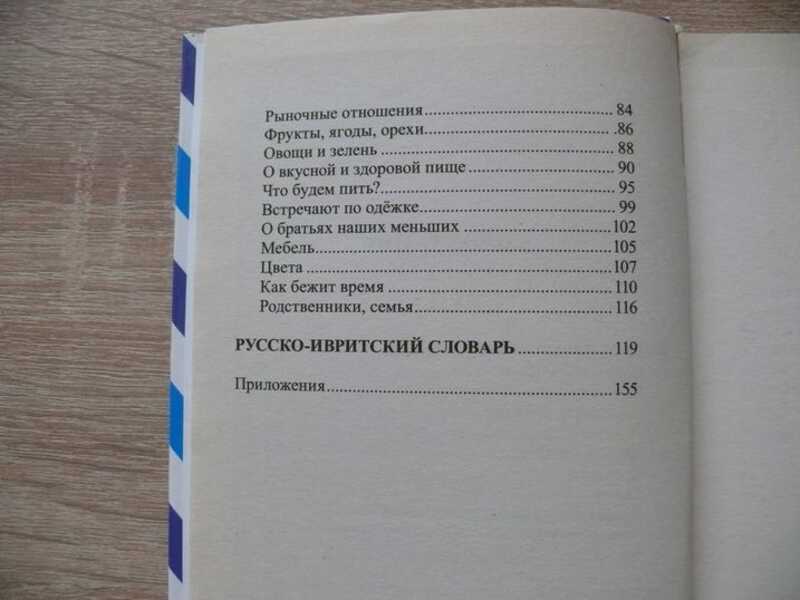 Рыночные отношения............................................84
Фрукты, ягоды, орехи............................................86
Овощи и зелень............................................88
О вкусной и здоровой пище............................................90
Что будем пить?............................................95
Встречают по одёжке............................................99
О братьях наших меньших............................................102
Мебель............................................105
Цвета............................................107
Как бежит время............................................110
Родственники, семья............................................116
РУССКО-ИВРИТСКИЙ СЛОВАРЬ............................................119
Приложения............................................155